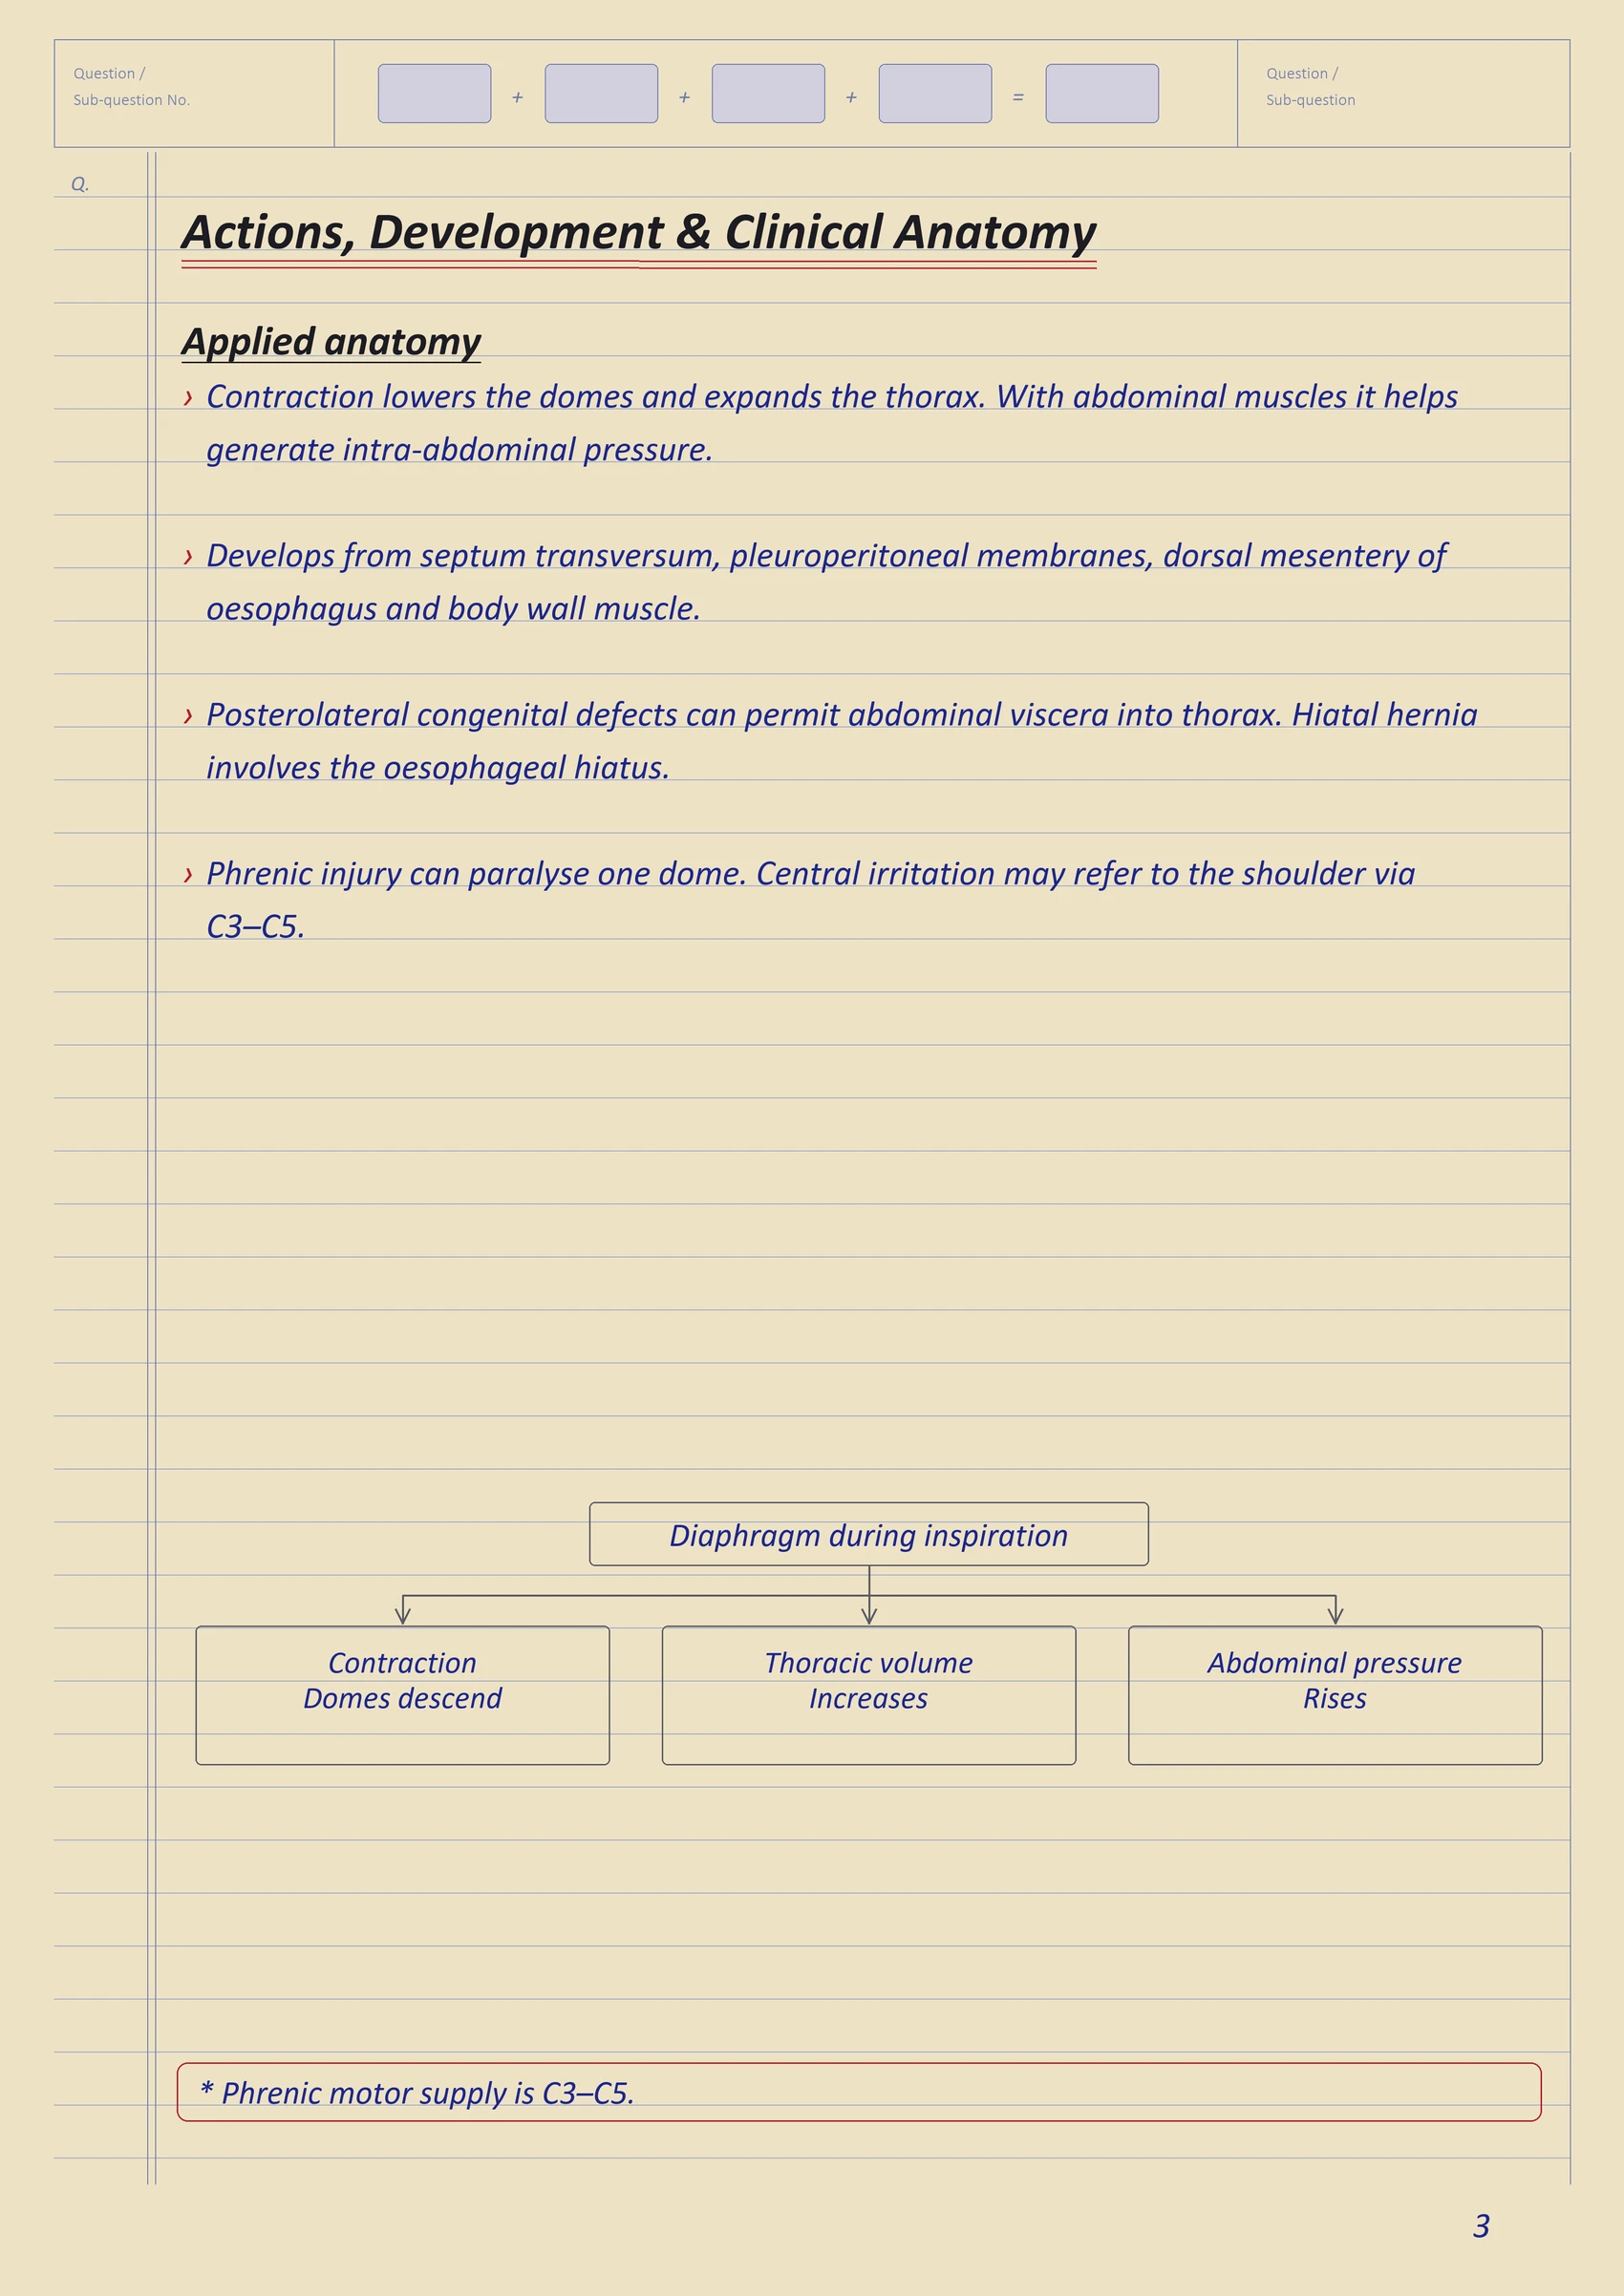 Question /
Sub-question No.
+ + + =
Question /
Sub-question
Q.
Actions, Development & Clinical Anatomy
Applied anatomy
› Contraction lowers the domes and expands the thorax. With abdominal muscles it helps
generate intra-abdominal pressure.
› Develops from septum transversum, pleuroperitoneal membranes, dorsal mesentery of
oesophagus and body wall muscle.
› Posterolateral congenital defects can permit abdominal viscera into thorax. Hiatal hernia
involves the oesophageal hiatus.
› Phrenic injury can paralyse one dome. Central irritation may refer to the shoulder via
C3–C5.
Diaphragm during inspiration
Contraction
Domes descend
Thoracic volume
Increases
Abdominal pressure
Rises
* Phrenic motor supply is C3–C5.
3